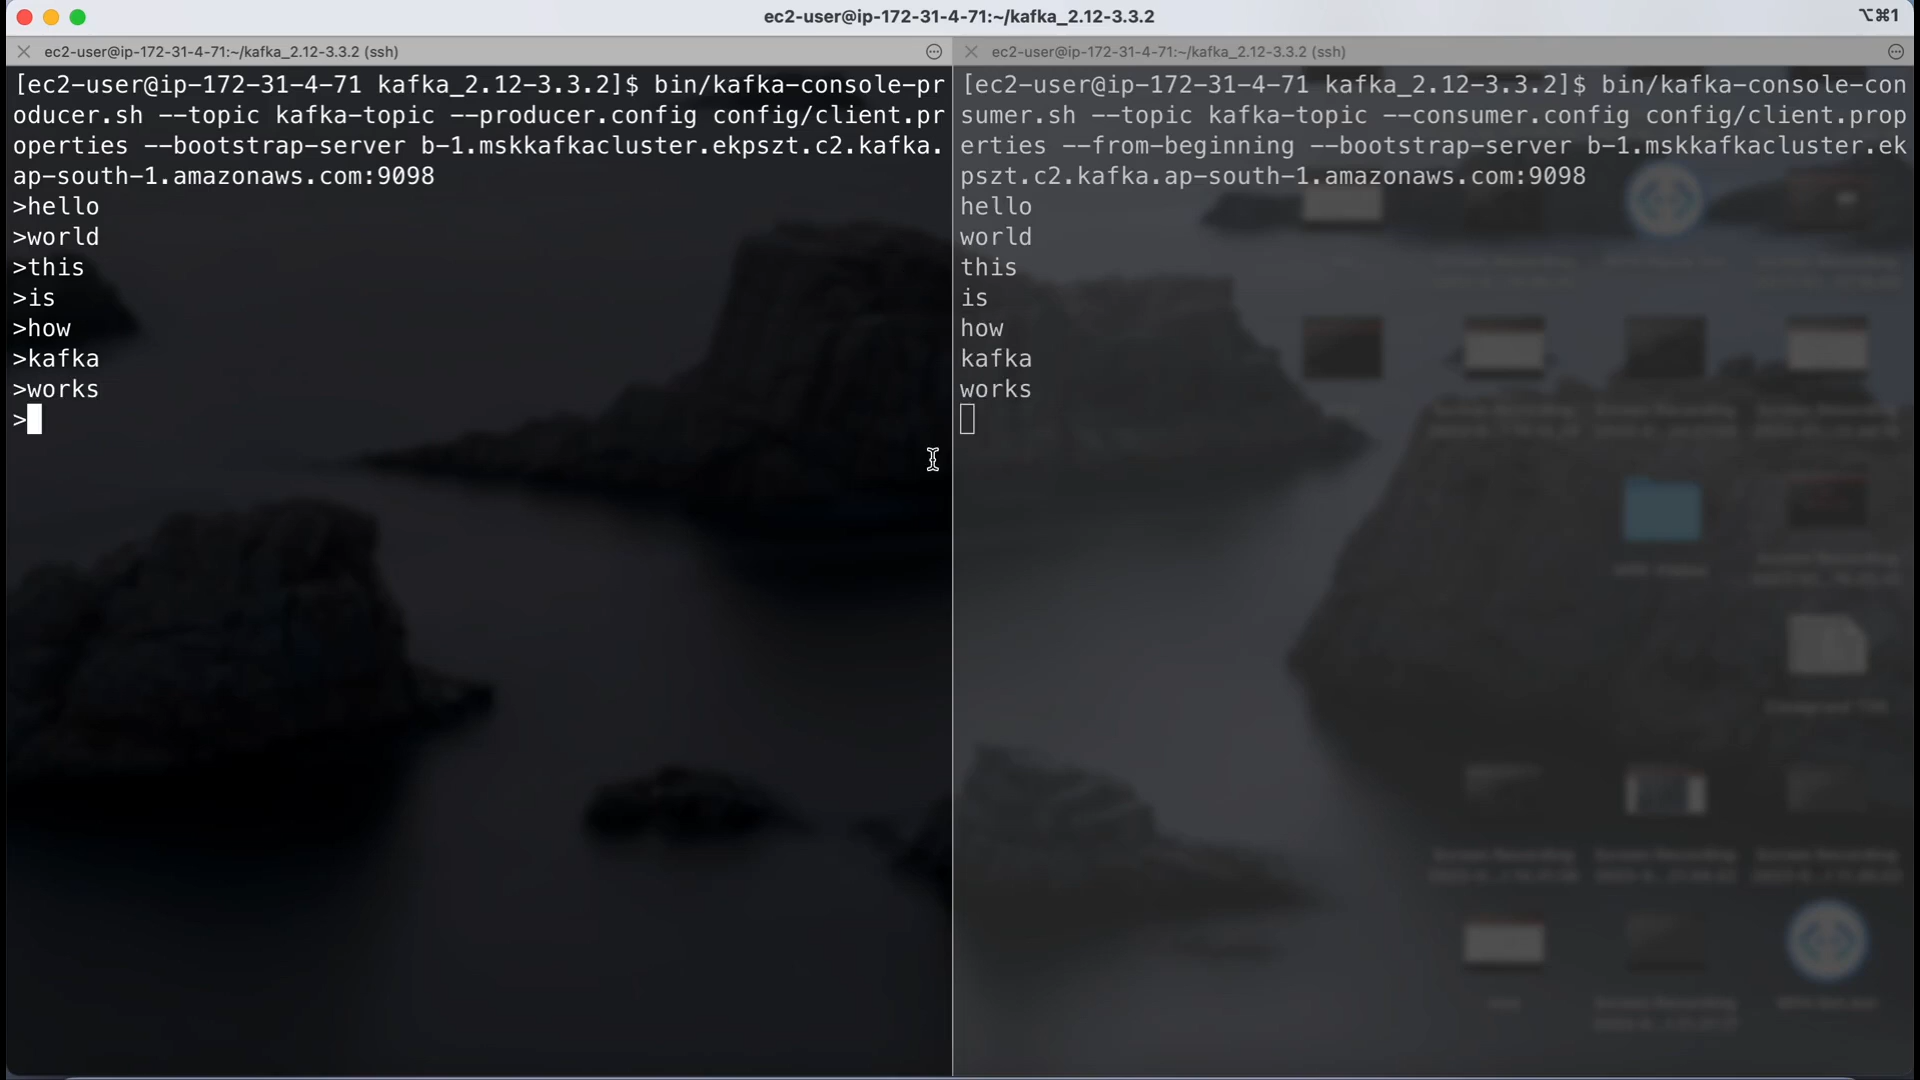 ec2-user@ip-172-31-4-71:~/kafka_2.12-3.3.2
⌥⌘1
ec2-user@ip-172-31-4-71:~/kafka_2.12-3.3.2 (ssh)
[ec2-user@ip-172-31-4-71 kafka_2.12-3.3.2]$ bin/kafka-console-pr
oducer.sh --topic kafka-topic --producer.config config/client.pr
operties --bootstrap-server b-1.mskkafkacluster.ekpszt.c2.kafka.
ap-south-1.amazonaws.com:9098
>hello
>world
>this
>is
>how
>kafka
>works
>
ec2-user@ip-172-31-4-71:~/kafka_2.12-3.3.2 (ssh)
[ec2-user@ip-172-31-4-71 kafka_2.12-3.3.2]$ bin/kafka-console-con
sumer.sh --topic kafka-topic --consumer.config config/client.prop
erties --from-beginning --bootstrap-server b-1.mskkafkacluster.ek
pszt.c2.kafka.ap-south-1.amazonaws.com:9098
hello
world
this
is
how
kafka
works